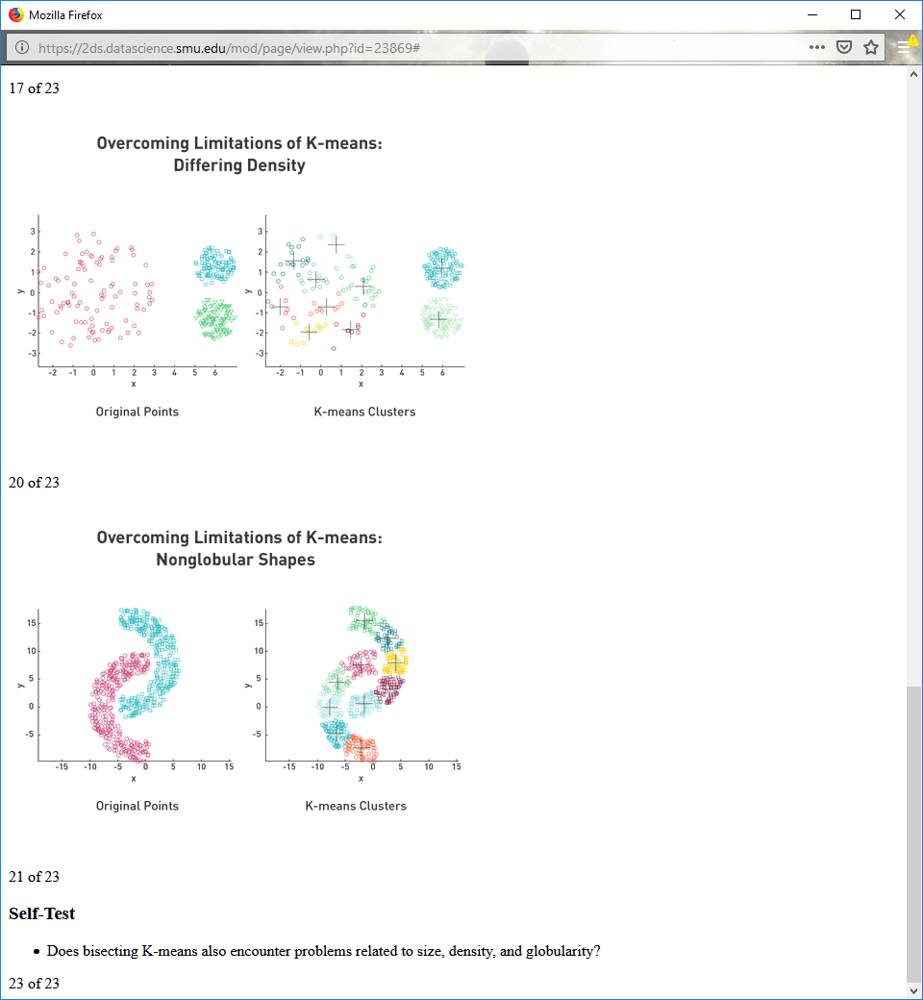 Mozilla Firefox
https://2ds.datascience.smu.edu/mod/page/view.php?id=23869#
17 of 23
Overcoming Limitations of K-means:
Differing Density
3
2
1
0
-1
-2
-3
y
-2 -1 0 1 2 3 4 5 6
x
Original Points
3
2
1
0
-1
-2
-3
y
-2 -1 0 1 2 3 4 5 6
x
K-means Clusters
20 of 23
Overcoming Limitations of K-means:
Nonglobular Shapes
15
10
5
0
-5
y
-15 -10 -5 0 5 10 15
x
Original Points
15
10
5
0
-5
y
-15 -10 -5 0 5 10 15
x
K-means Clusters
21 of 23
Self-Test
• Does bisecting K-means also encounter problems related to size, density, and globularity?
23 of 23